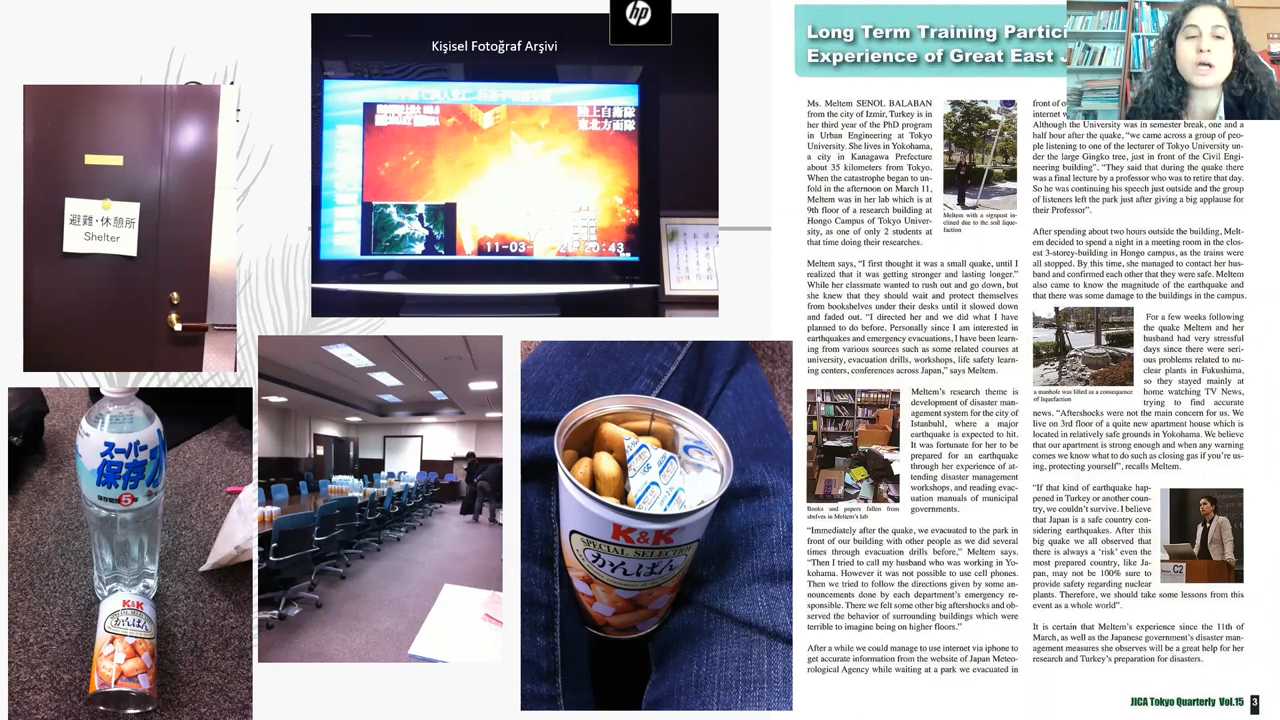 hp
Kişisel Fotoğraf Arşivi
避難・休憩所
Shelter
陸上自衛隊
東北方面隊
11-03-
20:20:43
スーパー
保存
5
K&K
かんぱん
K&K
SPECIAL SELECTION
かんぱん
Long Term Training Partici
Experience of Great East J
Ms. Meltem SENOL BALABAN
from the city of Izmir, Turkey is in
her third year of the PhD program
in Urban Engineering at Tokyo
University. She lives in Yokohama,
a city in Kanagawa Prefecture
about 35 kilometers from Tokyo.
When the catastrophe began to un-
fold in the afternoon on March 11,
Meltem was in her lab which is at
9th floor of a research building at
Hongo Campus of Tokyo Univer-
sity, as one of only 2 students at
that time doing their researches.
Meltem with a signpost in-
clined due to the soil lique-
faction
Meltem says, “I first thought it was a small quake, until I
realized that it was getting stronger and lasting longer.”
While her classmate wanted to rush out and go down, but
she knew that they should wait and protect themselves
from bookshelves under their desks until it slowed down
and faded out. “I directed her and we did what I have
planned to do before. Personally since I am interested in
earthquakes and emergency evacuations, I have been learn-
ing from various sources such as some related courses at
university, evacuation drills, workshops, life safety learn-
ing centers, conferences across Japan,” says Meltem.
Meltem’s research theme is
development of disaster man-
agement system for the city of
Istanbuhl, where a major
earthquake is expected to hit.
It was fortunate for her to be
prepared for an earthquake
through her experience of at-
tending disaster management
workshops, and reading evac-
uation manuals of municipal
governments.
Books and papers fallen from
shelves in Meltem’s lab
“Immediately after the quake, we evacuated to the park in
front of our building with other people as we did several
times through evacuation drills before,” Meltem says.
“Then I tried to call my husband who was working in Yo-
kohama. However it was not possible to use cell phones.
Then we tried to follow the directions given by some an-
nouncements done by each department’s emergency re-
sponsible. There we felt some other big aftershocks and ob-
served the behavior of surrounding buildings which were
terrible to imagine being on higher floors.”
After a while we could manage to use internet via iphone to
get accurate information from the website of Japan Meteo-
rological Agency while waiting at a park we evacuated in
front of
internet
Although the University was in semester break, one and a
half hour after the quake, “we came across a group of peo-
ple listening to one of the lecturer of Tokyo University un-
der the large Gingko tree, just in front of the Civil Engi-
neering building”. “They said that during the quake there
was a final lecture by a professor who was to retire that day.
So he was continuing his speech just outside and the group
of listeners left the park just after giving a big applause for
their Professor”.
After spending about two hours outside the building, Melt-
em decided to spend a night in a meeting room in the clos-
est 3-storey-building in Hongo campus, as the trains were
all stopped. By this time, she managed to contact her hus-
band and confirmed each other that they were safe. Meltem
also came to know the magnitude of the earthquake and
that there was some damage to the buildings in the campus.
For a few weeks following
the quake Meltem and her
husband had very stressful
days since there were seri-
ous problems related to nu-
clear plants in Fukushima,
so they stayed mainly at
home watching TV News,
trying to find accurate
a manhole was lifted as a consequence
of liquefaction
news. “Aftershocks were not the main concern for us. We
live on 3rd floor of a quite new apartment house which is
located in relatively safe grounds in Yokohama. We believe
that our apartment is strong enough and when any warning
comes we know what to do such as closing gas if you’re us-
ing, protecting yourself”, recalls Meltem.
“If that kind of earthquake hap-
pened in Turkey or another coun-
try, we couldn’t survive. I believe
that Japan is a safe country con-
sidering earthquakes. After this
big quake we all observed that
there is always a ‘risk’ even the
most prepared country, like Ja-
pan, may not be 100% sure to
provide safety regarding nuclear
C2
plants. Therefore, we should take some lessons from this
event as a whole world”.
It is certain that Meltem’s experience since the 11th of
March, as well as the Japanese government’s disaster man-
agement measures she observes will be a great help for her
research and Turkey’s preparation for disasters.
JICA Tokyo Quarterly Vol.15 3